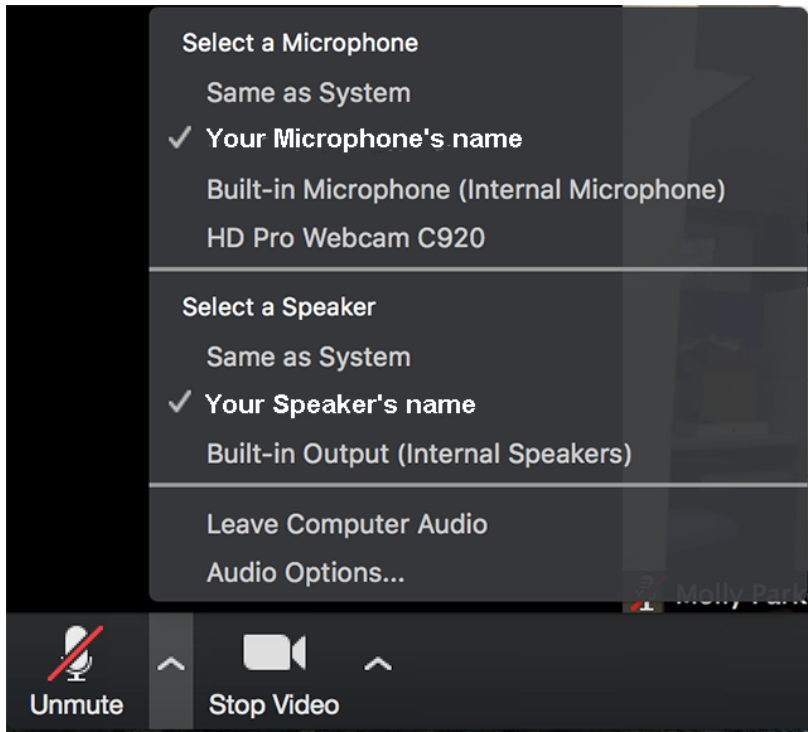 Select a Microphone
Same as System
✓ Your Microphone's name
Built-in Microphone (Internal Microphone)
HD Pro Webcam C920
Select a Speaker
Same as System
✓ Your Speaker's name
Built-in Output (Internal Speakers)
Leave Computer Audio
Audio Options...
Molly Park
Unmute
Stop Video